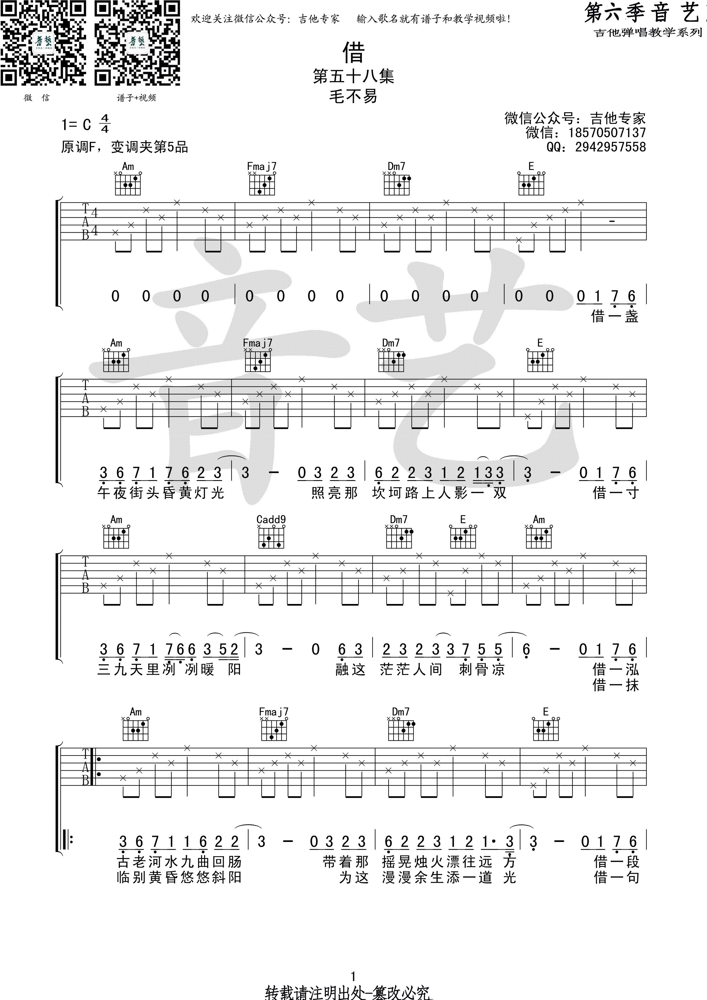 欢迎关注微信公众号：吉他专家 输入歌名就有谱子和教学视频啦！
第六季音 艺
吉他弹唱教学系列
音艺
音艺
微 信
谱子+视频
借
第五十八集
毛不易
1= C 4/4
原调F，变调夹第5品
微信公众号：吉他专家
微信：18570507137
QQ：2942957558
Am Fmaj7 Dm7 E
T A B 4 4
0 0 0 0 | 0 0 0 0 | 0 0 0 0 | 0 0 0 1 7 6
借一盏
Am Fmaj7 Dm7 E
T A B
3 6 7 1 7 6 2 3 | 3 - 0 3 2 3 | 6 2 2 3 1 2 1 3 3 | 3 - 0 1 7 6
午夜街头昏黄灯光 照亮那 坎坷路上人影一 双 借一寸
Am Cadd9 Dm7 E Am
T A B
3 6 7 1 7 6 6 3 5 2 | 3 - 0 6 3 | 2 3 2 3 3 7 5 5 | 6 - 0 1 7 6
三九天里冽 冽暖 阳 融这 茫茫人间 刺骨凉 借一泓
借一抹
Am Fmaj7 Dm7 E
T A B
3 6 7 1 1 6 2 2 | 3 - 0 3 2 3 | 6 2 2 3 1 2 1· 3 | 3 - 0 1 7 6
古老河水九曲回肠 带着那 摇晃烛火漂往远 方 借一段
临别黄昏悠悠斜阳 为这 漫漫余生添一道 光 借一句
音艺
1
转载请注明出处-篡改必究